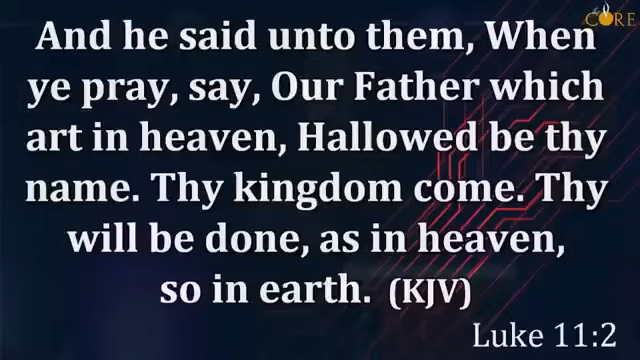 CORE
And he said unto them, When
ye pray, say, Our Father which
art in heaven, Hallowed be thy
name. Thy kingdom come. Thy
will be done, as in heaven,
so in earth. (KJV)
Luke 11:2